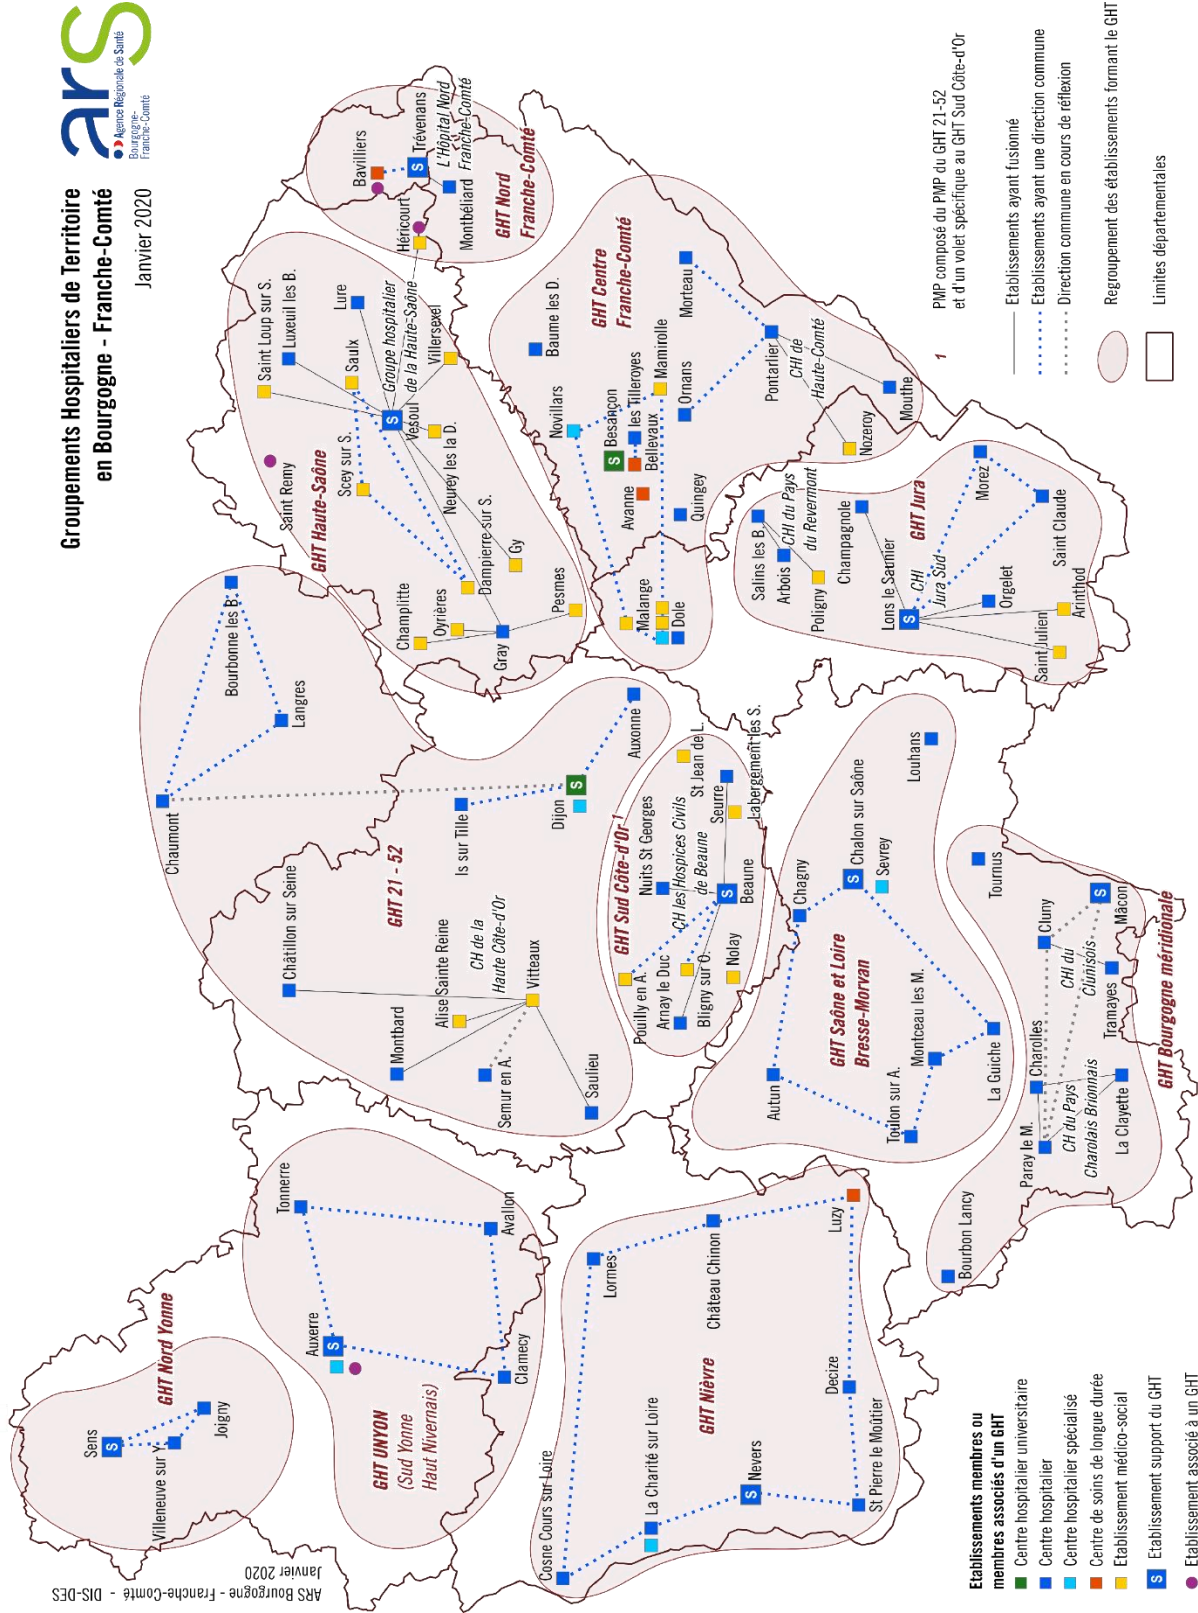 Groupements Hospitaliers de Territoire
en Bourgogne - Franche-Comté
Janvier 2020
ars
Agence Régionale de Santé
Bourgogne-
Franche-Comté
ARS Bourgogne - Franche-Comté - DIS-DES
Janvier 2020
GHT Nord Yonne
Sens
Villeneuve sur Y.
Joigny
GHT UNYON
(Sud Yonne
Haut Nivernais)
Auxerre
Tonnerre
Avallon
Clamecy
GHT Nièvre
Cosne Cours sur Loire
La Charité sur Loire
S
Nevers
St Pierre le Moûtier
Decize
Luzy
Château Chinon
Lormes
GHT 21 - 52
Chaumont
Bourbonne les B.
Langres
Châtillon sur Seine
Is sur Tille
Dijon
Auxonne
Montbard
Alise Sainte Reine
CH de la
Haute Côte-d'Or
Vitteaux
Semur en A.
Saulieu
GHT Sud Côte-d'Or 1
Pouilly en A.
Arnay le Duc
Bligny sur O.
Nolay
Nuits St Georges
CH les Hospices Civils
de Beaune
Beaune
Seurre
St Jean de L.
Labergement les S.
GHT Saône et Loire
Bresse-Morvan
Autun
Chagny
Chalon sur Saône
Sevrey
Louhans
Toulon sur A.
Montceau les M.
La Guiche
GHT Bourgogne méridionale
Bourbon Lancy
Paray le M.
Charolles
CH du Pays
Charolais Brionnais
La Clayette
Cluny
CHI du
Clunisois
Tramayes
Mâcon
Tournus
GHT Haute-Saône
Saint Remy
Saint Loup sur S.
Luxeuil les B.
Lure
Saulx
Scey sur S.
Groupe hospitalier
de la Haute-Saône
Vesoul
Villersexel
Neurey les la D.
Dampierre sur S.
Gy
Champlitte
Oyrières
Gray
Pesmes
GHT Nord
Franche-Comté
Bavilliers
Trévenans
L'Hôpital Nord
Franche-Comté
Héricourt
Montbéliard
GHT Centre
Franche-Comté
Baume les D.
Novillars
Besançon
les Tilleroyes
Bellevaux
Avanne
Mamirolle
Morteau
Ornans
Quingey
Pontarlier
CHI de
Haute-Comté
Mouthe
Nozeroy
Malange
Dole
GHT Jura
Salins les B.
Arbois
CHI du Pays
du Revermont
Poligny
Champagnole
Lons le Saunier
CHI
Jura Sud
Orgelet
Morez
Saint Claude
Saint Julien
Arinthod
1 PMP composé du PMP du GHT 21-52
et d'un volet spécifique au GHT Sud Côte-d'Or
Etablissements ayant fusionné
Etablissements ayant une direction commune
Direction commune en cours de réflexion
Regroupement des établissements formant le GHT
Limites départementales
Etablissements membres ou
membres associés d'un GHT
Centre hospitalier universitaire
Centre hospitalier
Centre hospitalier spécialisé
Centre de soins de longue durée
Etablissement médico-social
S Etablissement support du GHT
Etablissement associé à un GHT